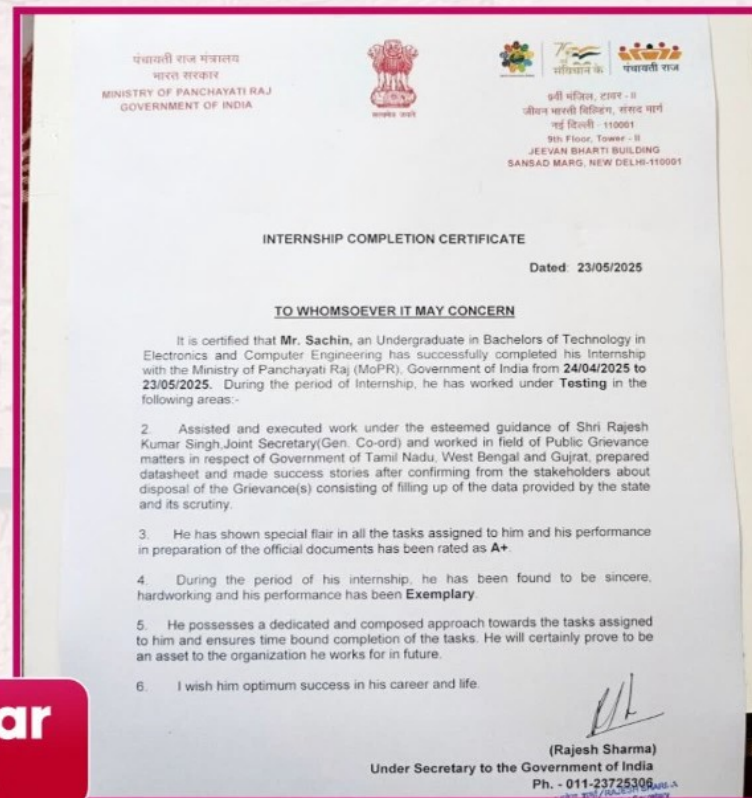 पंचायती राज मंत्रालय
भारत सरकार
MINISTRY OF PANCHAYATI RAJ
GOVERNMENT OF INDIA
सत्यमेव जयते
संविधान के
पंचायती राज
9वीं मंजिल, टावर - II
जीवन भारती बिल्डिंग, संसद मार्ग
नई दिल्ली - 110001
9th Floor, Tower - II
JEEVAN BHARTI BUILDING
SANSAD MARG, NEW DELHI-110001
INTERNSHIP COMPLETION CERTIFICATE
Dated: 23/05/2025
TO WHOMSOEVER IT MAY CONCERN
It is certified that Mr. Sachin, an Undergraduate in Bachelors of Technology in
Electronics and Computer Engineering has successfully completed his Internship
with the Ministry of Panchayati Raj (MoPR), Government of India from 24/04/2025 to
23/05/2025. During the period of Internship, he has worked under Testing in the
following areas:-
2. Assisted and executed work under the esteemed guidance of Shri Rajesh
Kumar Singh,Joint Secretary(Gen. Co-ord) and worked in field of Public Grievance
matters in respect of Government of Tamil Nadu, West Bengal and Gujrat, prepared
datasheet and made success stories after confirming from the stakeholders about
disposal of the Grievance(s) consisting of filling up of the data provided by the state
and its scrutiny.
3. He has shown special flair in all the tasks assigned to him and his performance
in preparation of the official documents has been rated as A+.
4. During the period of his internship, he has been found to be sincere,
hardworking and his performance has been Exemplary.
5. He possesses a dedicated and composed approach towards the tasks assigned
to him and ensures time bound completion of the tasks. He will certainly prove to be
an asset to the organization he works for in future.
6. I wish him optimum success in his career and life.
ar
(Rajesh Sharma)
Under Secretary to the Government of India
Ph. - 011-23725306